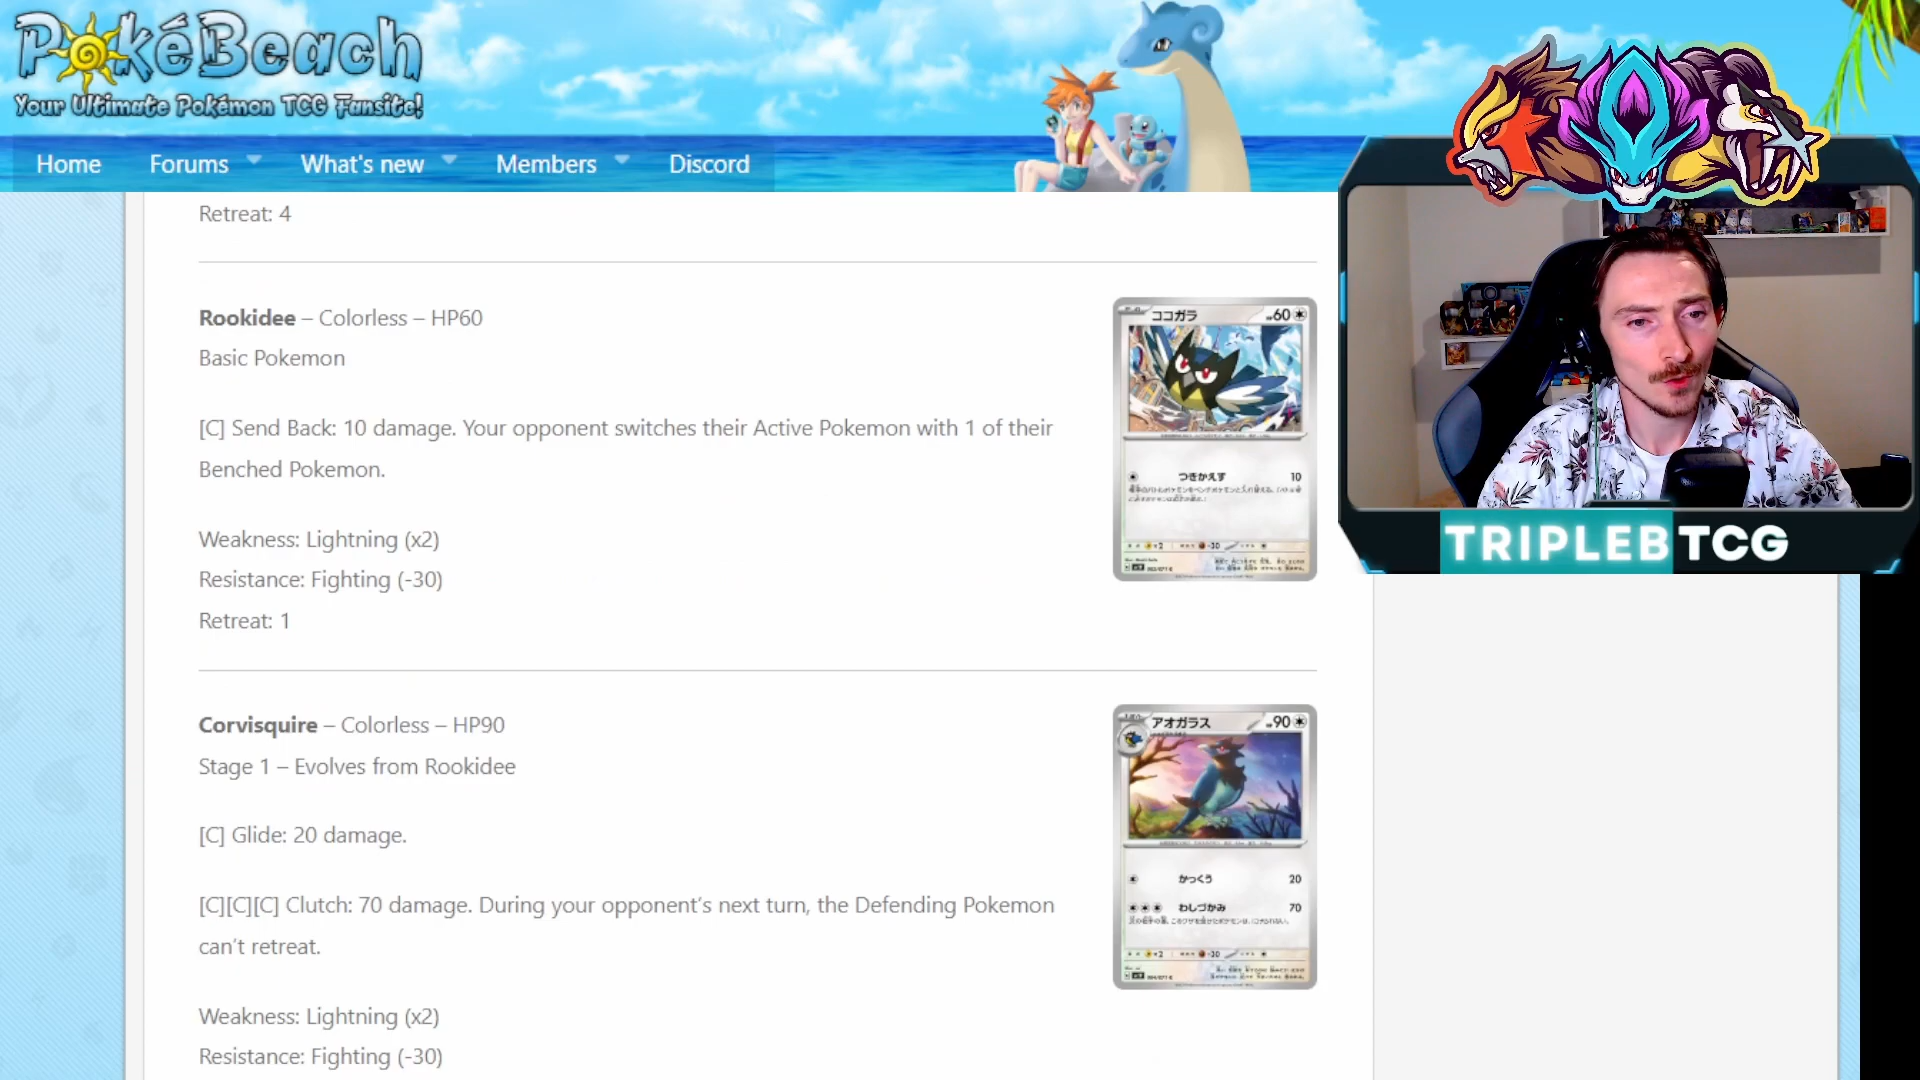 PokéBeach
Your Ultimate Pokémon TCG Fansite!
Home
Forums
What's new
Members
Discord
Retreat: 4
Rookidee – Colorless – HP60
Basic Pokemon
[C] Send Back: 10 damage. Your opponent switches their Active Pokemon with 1 of their
Benched Pokemon.
Weakness: Lightning (x2)
Resistance: Fighting (-30)
Retreat: 1
ココガラ
60
つきかえす 10
×2
-30
TRIPLEB TCG
Corvisquire – Colorless – HP90
Stage 1 – Evolves from Rookidee
[C] Glide: 20 damage.
[C][C][C] Clutch: 70 damage. During your opponent's next turn, the Defending Pokemon
can't retreat.
Weakness: Lightning (x2)
Resistance: Fighting (-30)
アオガラス
90
かっくう 20
わしづかみ 70
×2
-30